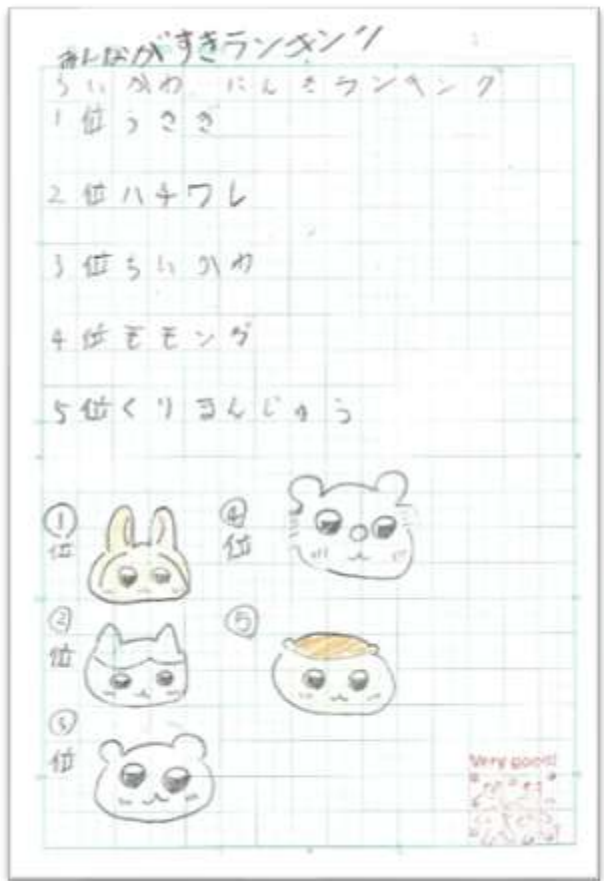 みんながすきランキング
ちいかわ にんきランキング
1位うさぎ
2位ハチワレ
3位ちいかわ
4位モモンガ
5位くりまんじゅう
①位
④位
②位
⑤
③位
Very good!